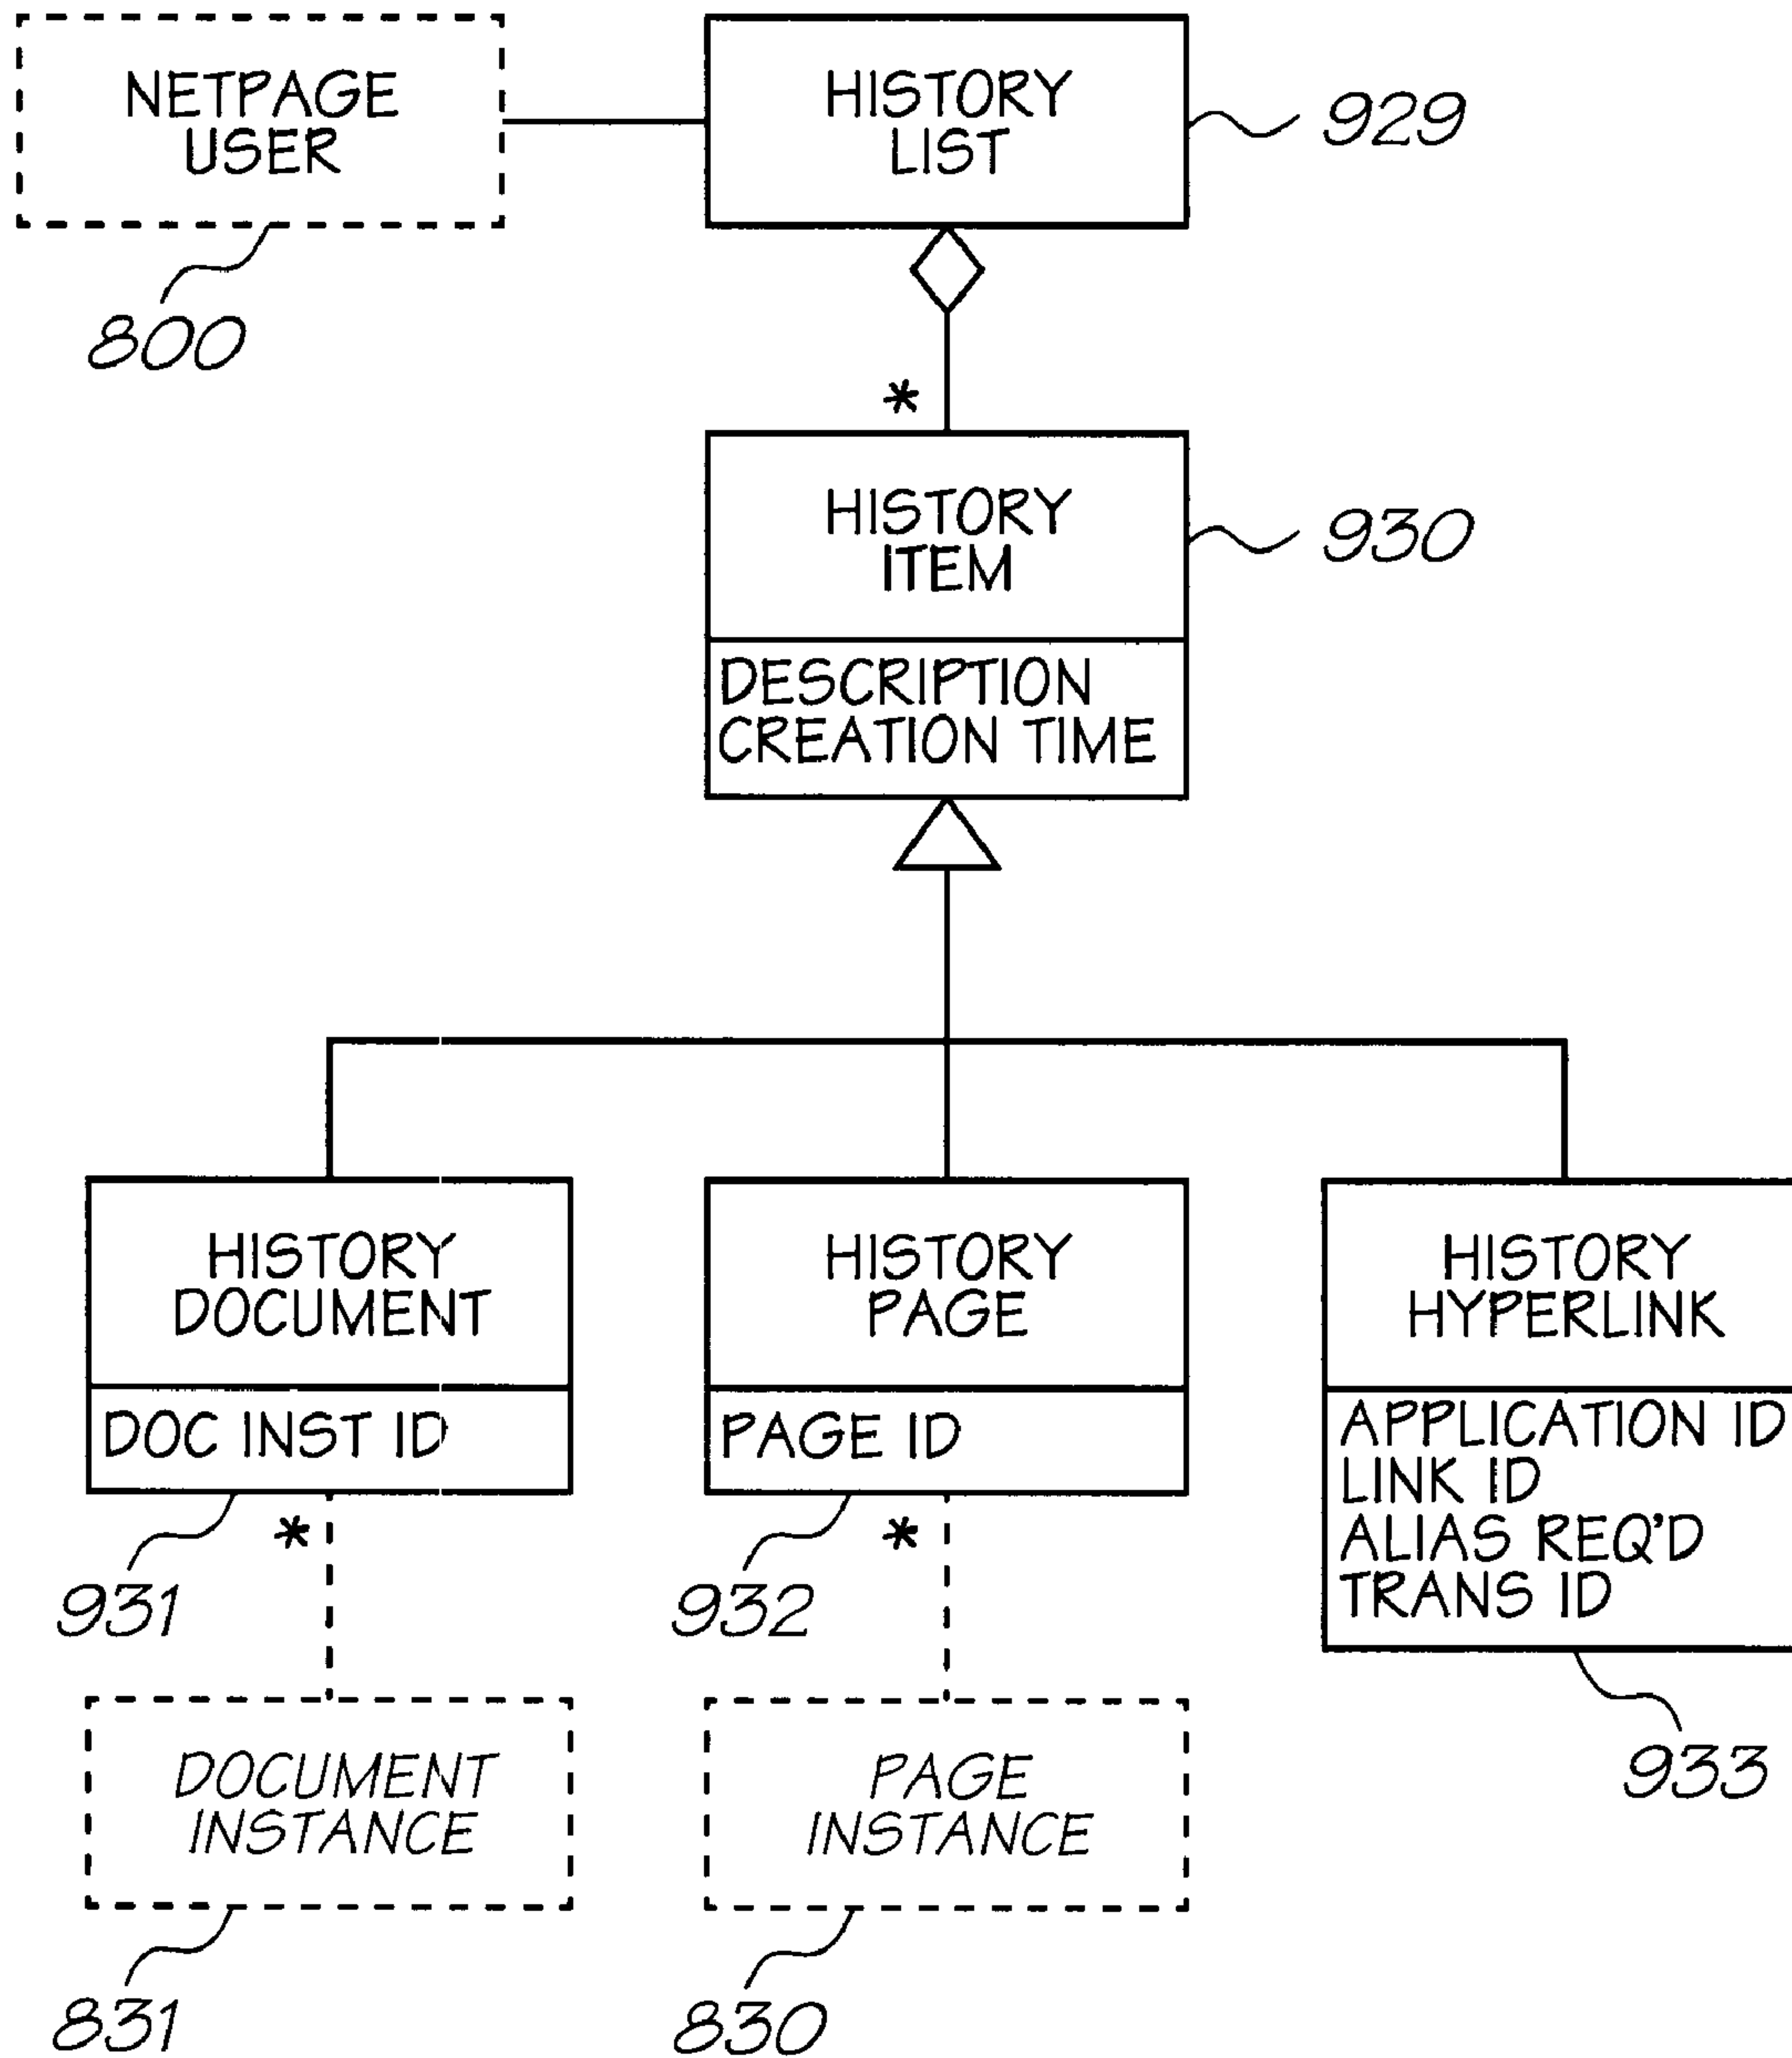 NETPAGE
USER
800
HISTORY
LIST
929
*
HISTORY
ITEM
930
DESCRIPTION
CREATION TIME
HISTORY
DOCUMENT
DOC INST ID
*
931
HISTORY
PAGE
PAGE ID
*
932
HISTORY
HYPERLINK
APPLICATION ID
LINK ID
ALIAS REQ'D
TRANS ID
933
DOCUMENT
INSTANCE
831
PAGE
INSTANCE
830